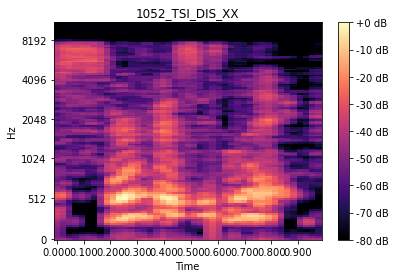 1052_TSI_DIS_XX
Hz
8192
4096
2048
1024
512
0
0.0000.1000.2000.3000.4000.5000.6000.7000.8000.900
Time
+0 dB
-10 dB
-20 dB
-30 dB
-40 dB
-50 dB
-60 dB
-70 dB
-80 dB